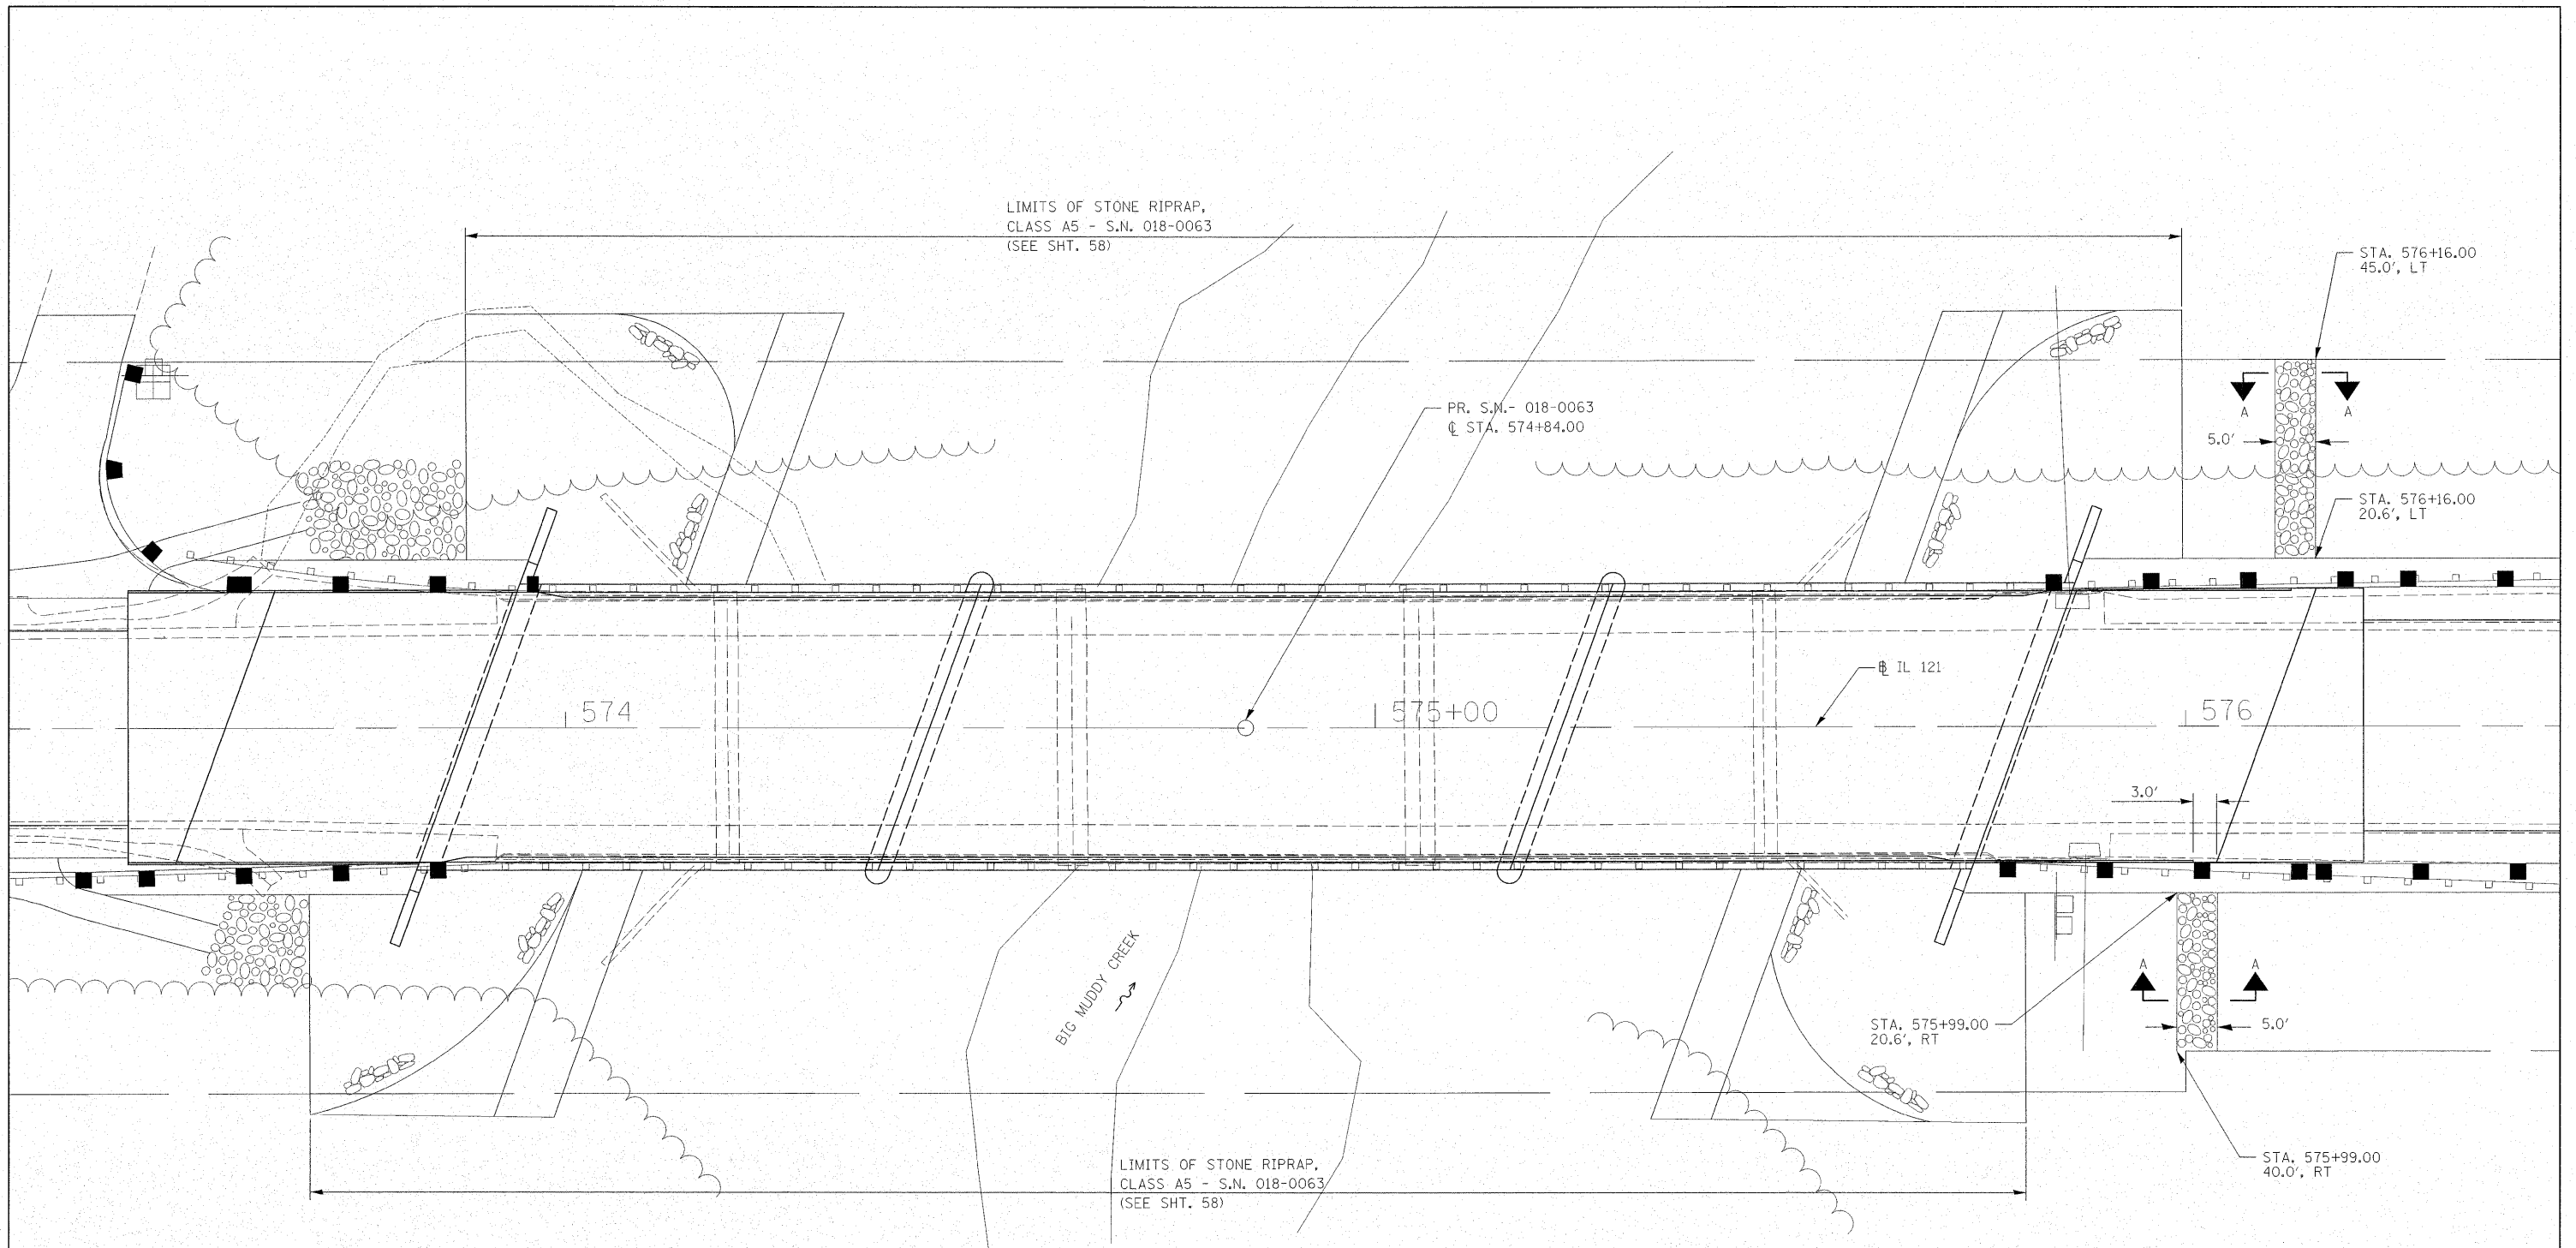 LIMITS OF STONE RIPRAP,
CLASS A5 - S.N. 018-0063
(SEE SHT. 58)
STA. 576+16.00
45.0', LT
A
A
5.0'
PR. S.N.- 018-0063
℄ STA. 574+84.00
STA. 576+16.00
20.6', LT
℄ IL 121
574
575+00
576
3.0'
BIG MUDDY CREEK
A
A
STA. 575+99.00
20.6', RT
5.0'
STA. 575+99.00
40.0', RT
LIMITS OF STONE RIPRAP,
CLASS A5 - S.N. 018-0063
(SEE SHT. 58)